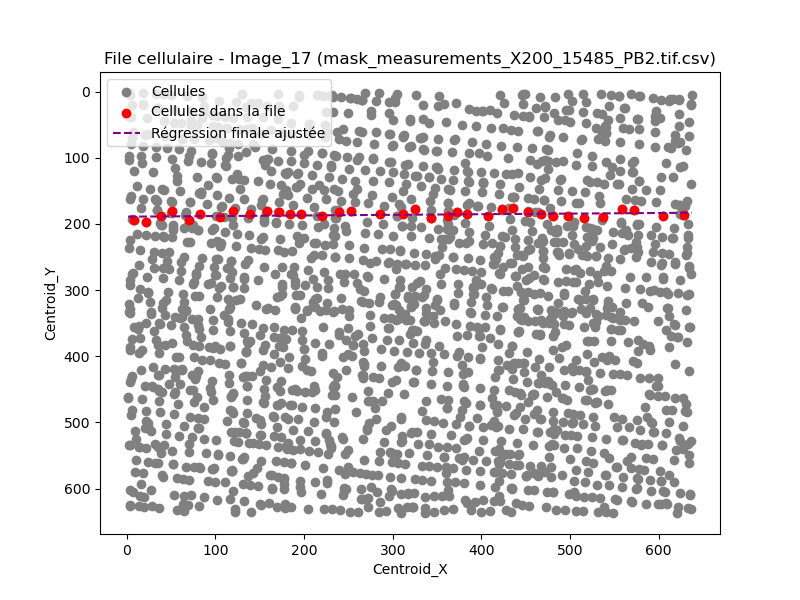 File cellulaire - Image_17 (mask_measurements_X200_15485_PB2.tif.csv)
Cellules
Cellules dans la file
Régression finale ajustée
0
100
200
300
400
500
600
Centroid_Y
0 100 200 300 400 500 600
Centroid_X